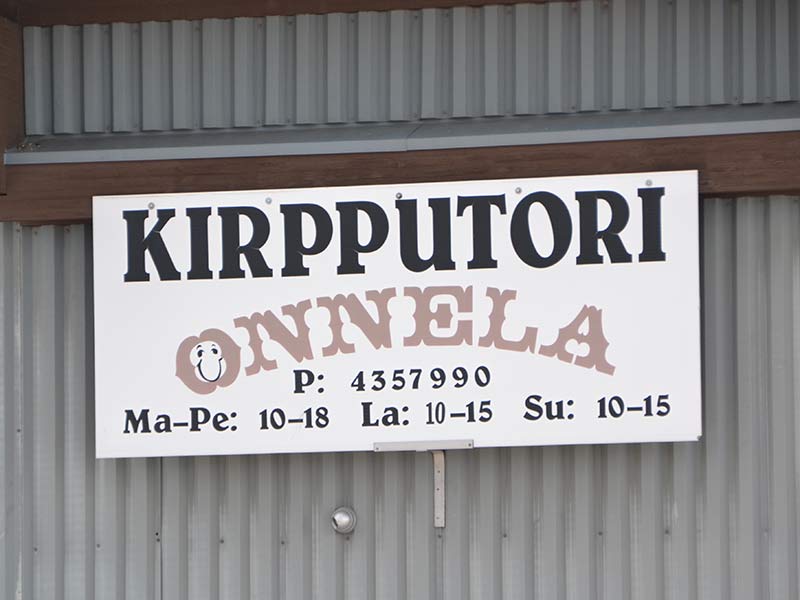 KIRPPUTORI
ONNELA
P: 4357990
Ma-Pe: 10-18 La: 10-15 Su: 10-15